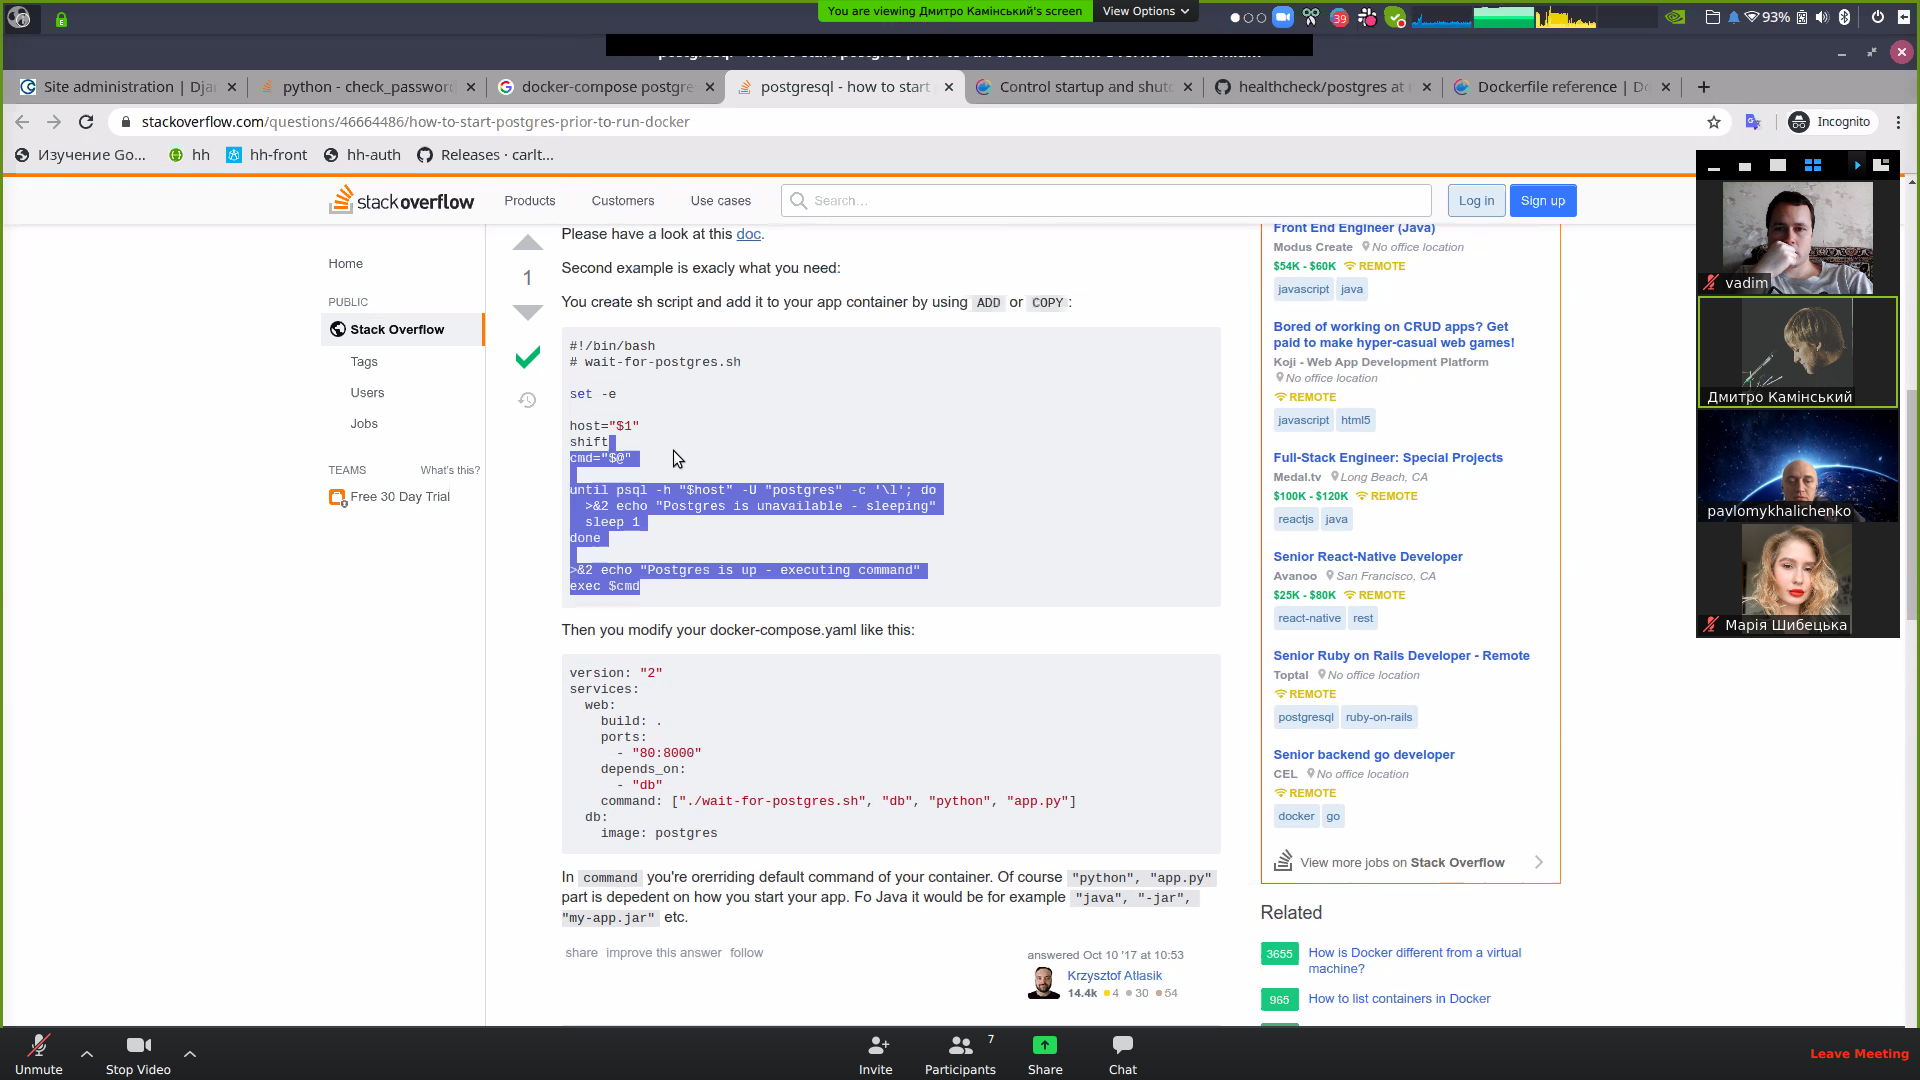 You are viewing Дмитро Камінський's screen
View Options
39
93%
Site administration | Dja
python - check_password
docker-compose postgre
postgresql - how to start
Control startup and shut
healthcheck/postgres at
Dockerfile reference | Do
stackoverflow.com/questions/46664486/how-to-start-postgres-prior-to-run-docker
Incognito
Изучение Go...
hh
hh-front
hh-auth
Releases · carlt...
stackoverflow
Products
Customers
Use cases
Search...
Log in
Sign up
Home
PUBLIC
Stack Overflow
Tags
Users
Jobs
TEAMS
What's this?
Free 30 Day Trial
1
Please have a look at this doc.
Second example is exacly what you need:
You create sh script and add it to your app container by using ADD or COPY:
#!/bin/bash
# wait-for-postgres.sh
set -e
host="$1"
shift
cmd="$@"
until psql -h "$host" -U "postgres" -c '\l'; do
>&2 echo "Postgres is unavailable - sleeping"
sleep 1
done
>&2 echo "Postgres is up - executing command"
exec $cmd
Then you modify your docker-compose.yaml like this:
version: "2"
services:
web:
build: .
ports:
- "80:8000"
depends_on:
- "db"
command: ["./wait-for-postgres.sh", "db", "python", "app.py"]
db:
image: postgres
In command you're orerriding default command of your container. Of course "python", "app.py"
part is depedent on how you start your app. Fo Java it would be for example "java", "-jar",
"my-app.jar" etc.
share improve this answer follow
answered Oct 10 '17 at 10:53
Krzysztof Atłasik
14.4k 4 30 54
Front End Engineer (Java)
Modus Create No office location
$54K - $60K REMOTE
javascript java
Bored of working on CRUD apps? Get
paid to make hyper-casual web games!
Koji - Web App Development Platform
No office location
REMOTE
javascript html5
Full-Stack Engineer: Special Projects
Medal.tv Long Beach, CA
$100K - $120K REMOTE
reactjs java
Senior React-Native Developer
Avanoo San Francisco, CA
$25K - $80K REMOTE
react-native rest
Senior Ruby on Rails Developer - Remote
Toptal No office location
REMOTE
postgresql ruby-on-rails
Senior backend go developer
CEL No office location
REMOTE
docker go
View more jobs on Stack Overflow
Related
3655 How is Docker different from a virtual
machine?
965 How to list containers in Docker
vadim
Дмитро Камінський
pavlomykhalichenko
Марія Шибецька
Unmute
Stop Video
Invite
Participants
7
Share
Chat
Leave Meeting